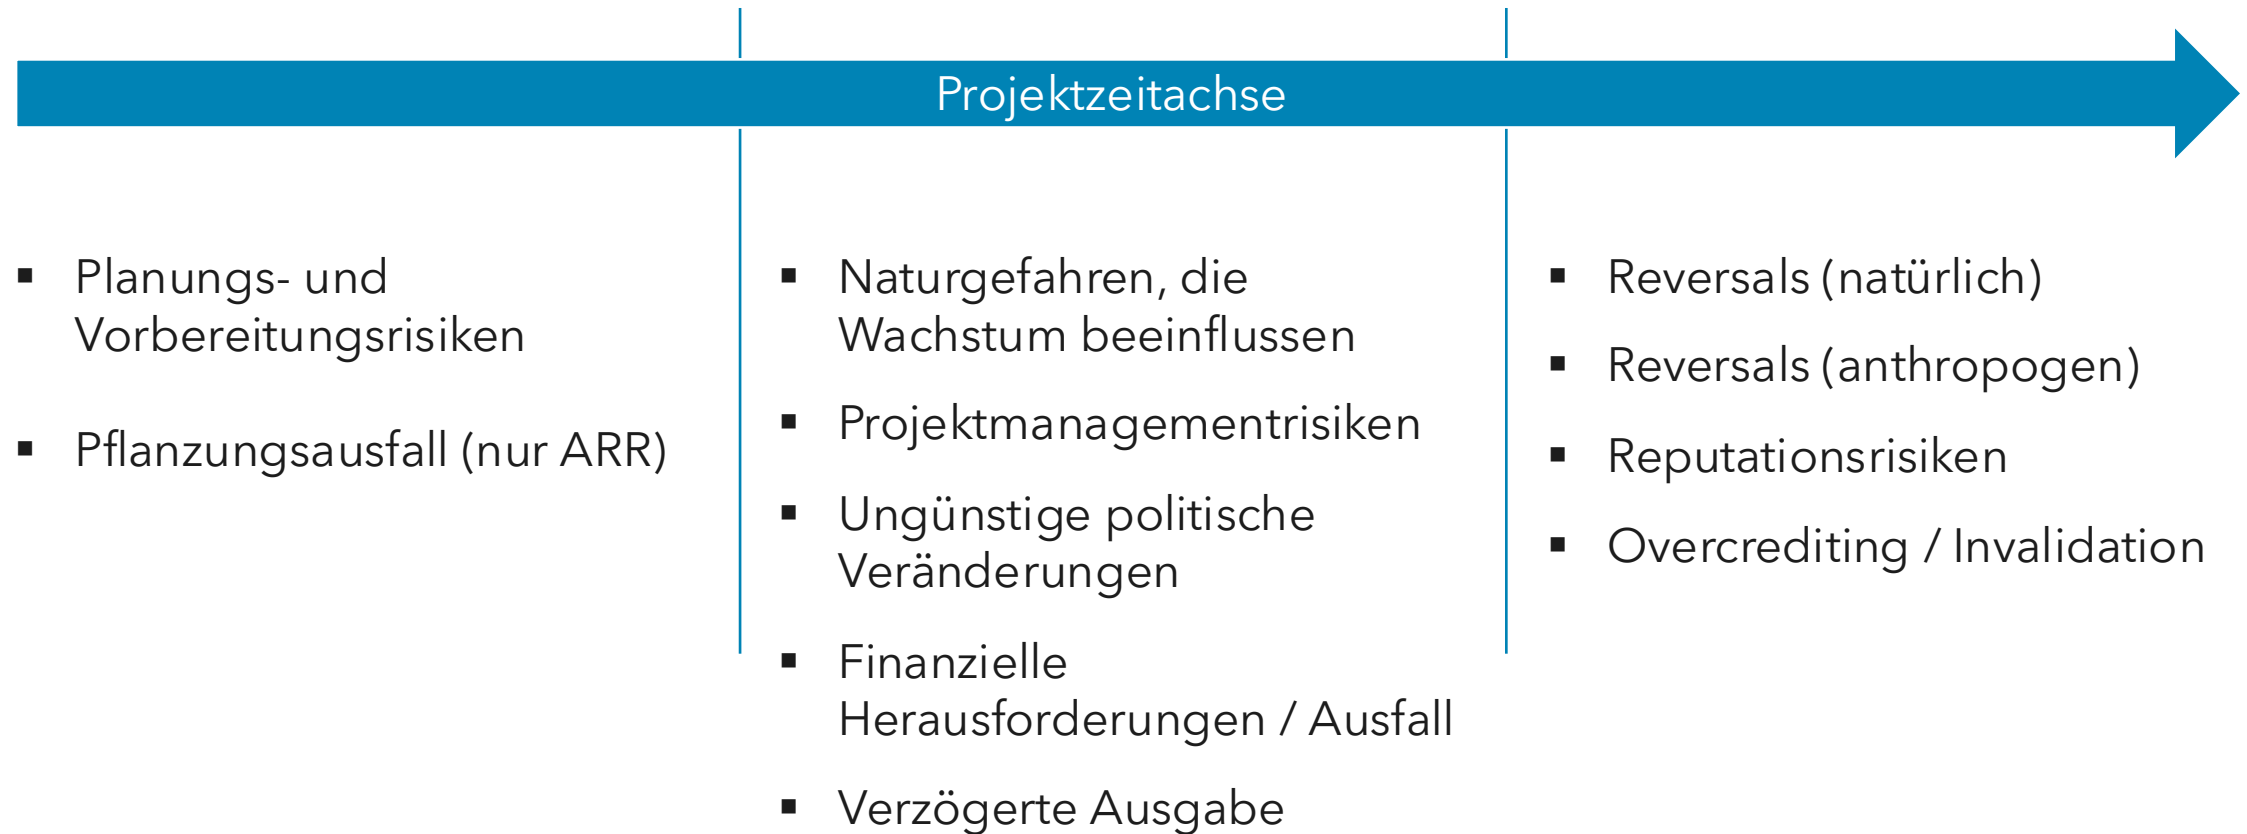 Projektzeitachse
▪ Planungs- und
Vorbereitungsrisiken
▪ Pflanzungsausfall (nur ARR)
▪ Naturgefahren, die
Wachstum beeinflussen
▪ Projektmanagementrisiken
▪ Ungünstige politische
Veränderungen
▪ Finanzielle
Herausforderungen / Ausfall
▪ Verzögerte Ausgabe
▪ Reversals (natürlich)
▪ Reversals (anthropogen)
▪ Reputationsrisiken
▪ Overcrediting / Invalidation